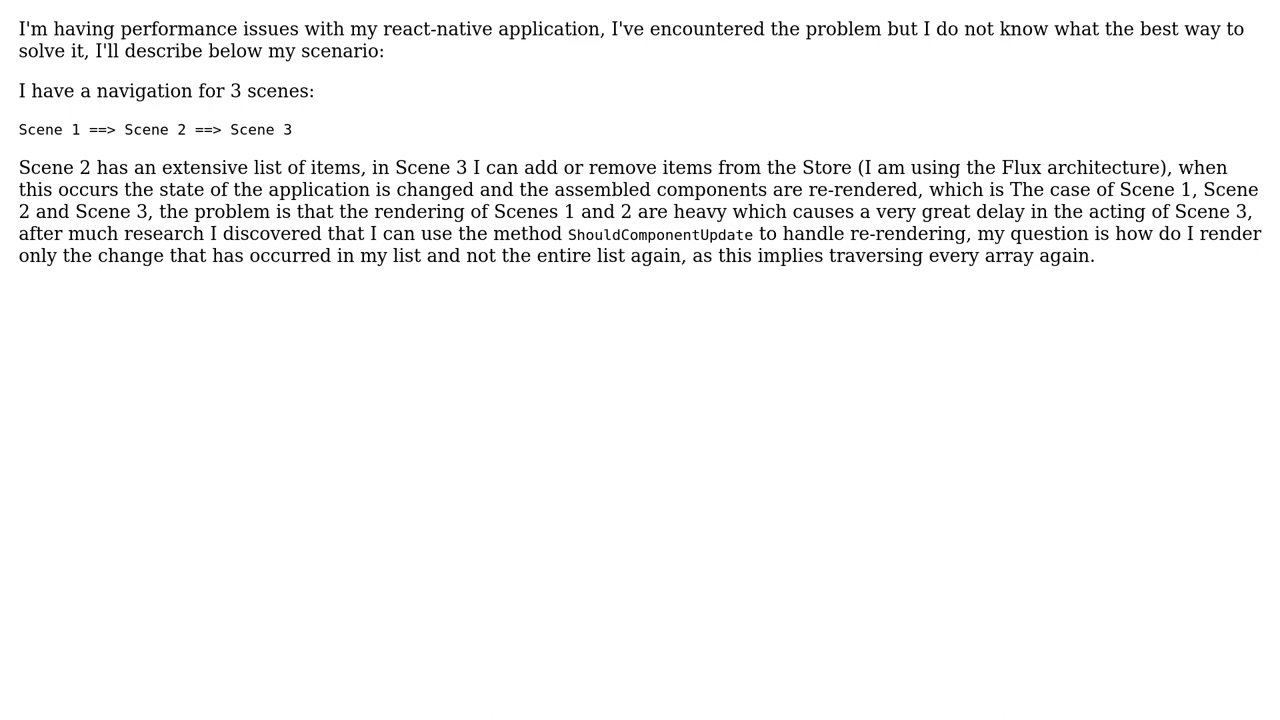 I'm having performance issues with my react-native application, I've encountered the problem but I do not know what the best way to
solve it, I'll describe below my scenario:
I have a navigation for 3 scenes:
Scene 1 ==> Scene 2 ==> Scene 3
Scene 2 has an extensive list of items, in Scene 3 I can add or remove items from the Store (I am using the Flux architecture), when
this occurs the state of the application is changed and the assembled components are re-rendered, which is The case of Scene 1, Scene
2 and Scene 3, the problem is that the rendering of Scenes 1 and 2 are heavy which causes a very great delay in the acting of Scene 3,
after much research I discovered that I can use the method ShouldComponentUpdate to handle re-rendering, my question is how do I render
only the change that has occurred in my list and not the entire list again, as this implies traversing every array again.